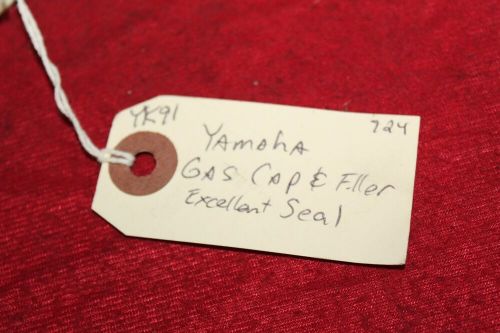 YK91
724
Yamaha
Gas Cap & Filler
Excellent Seal